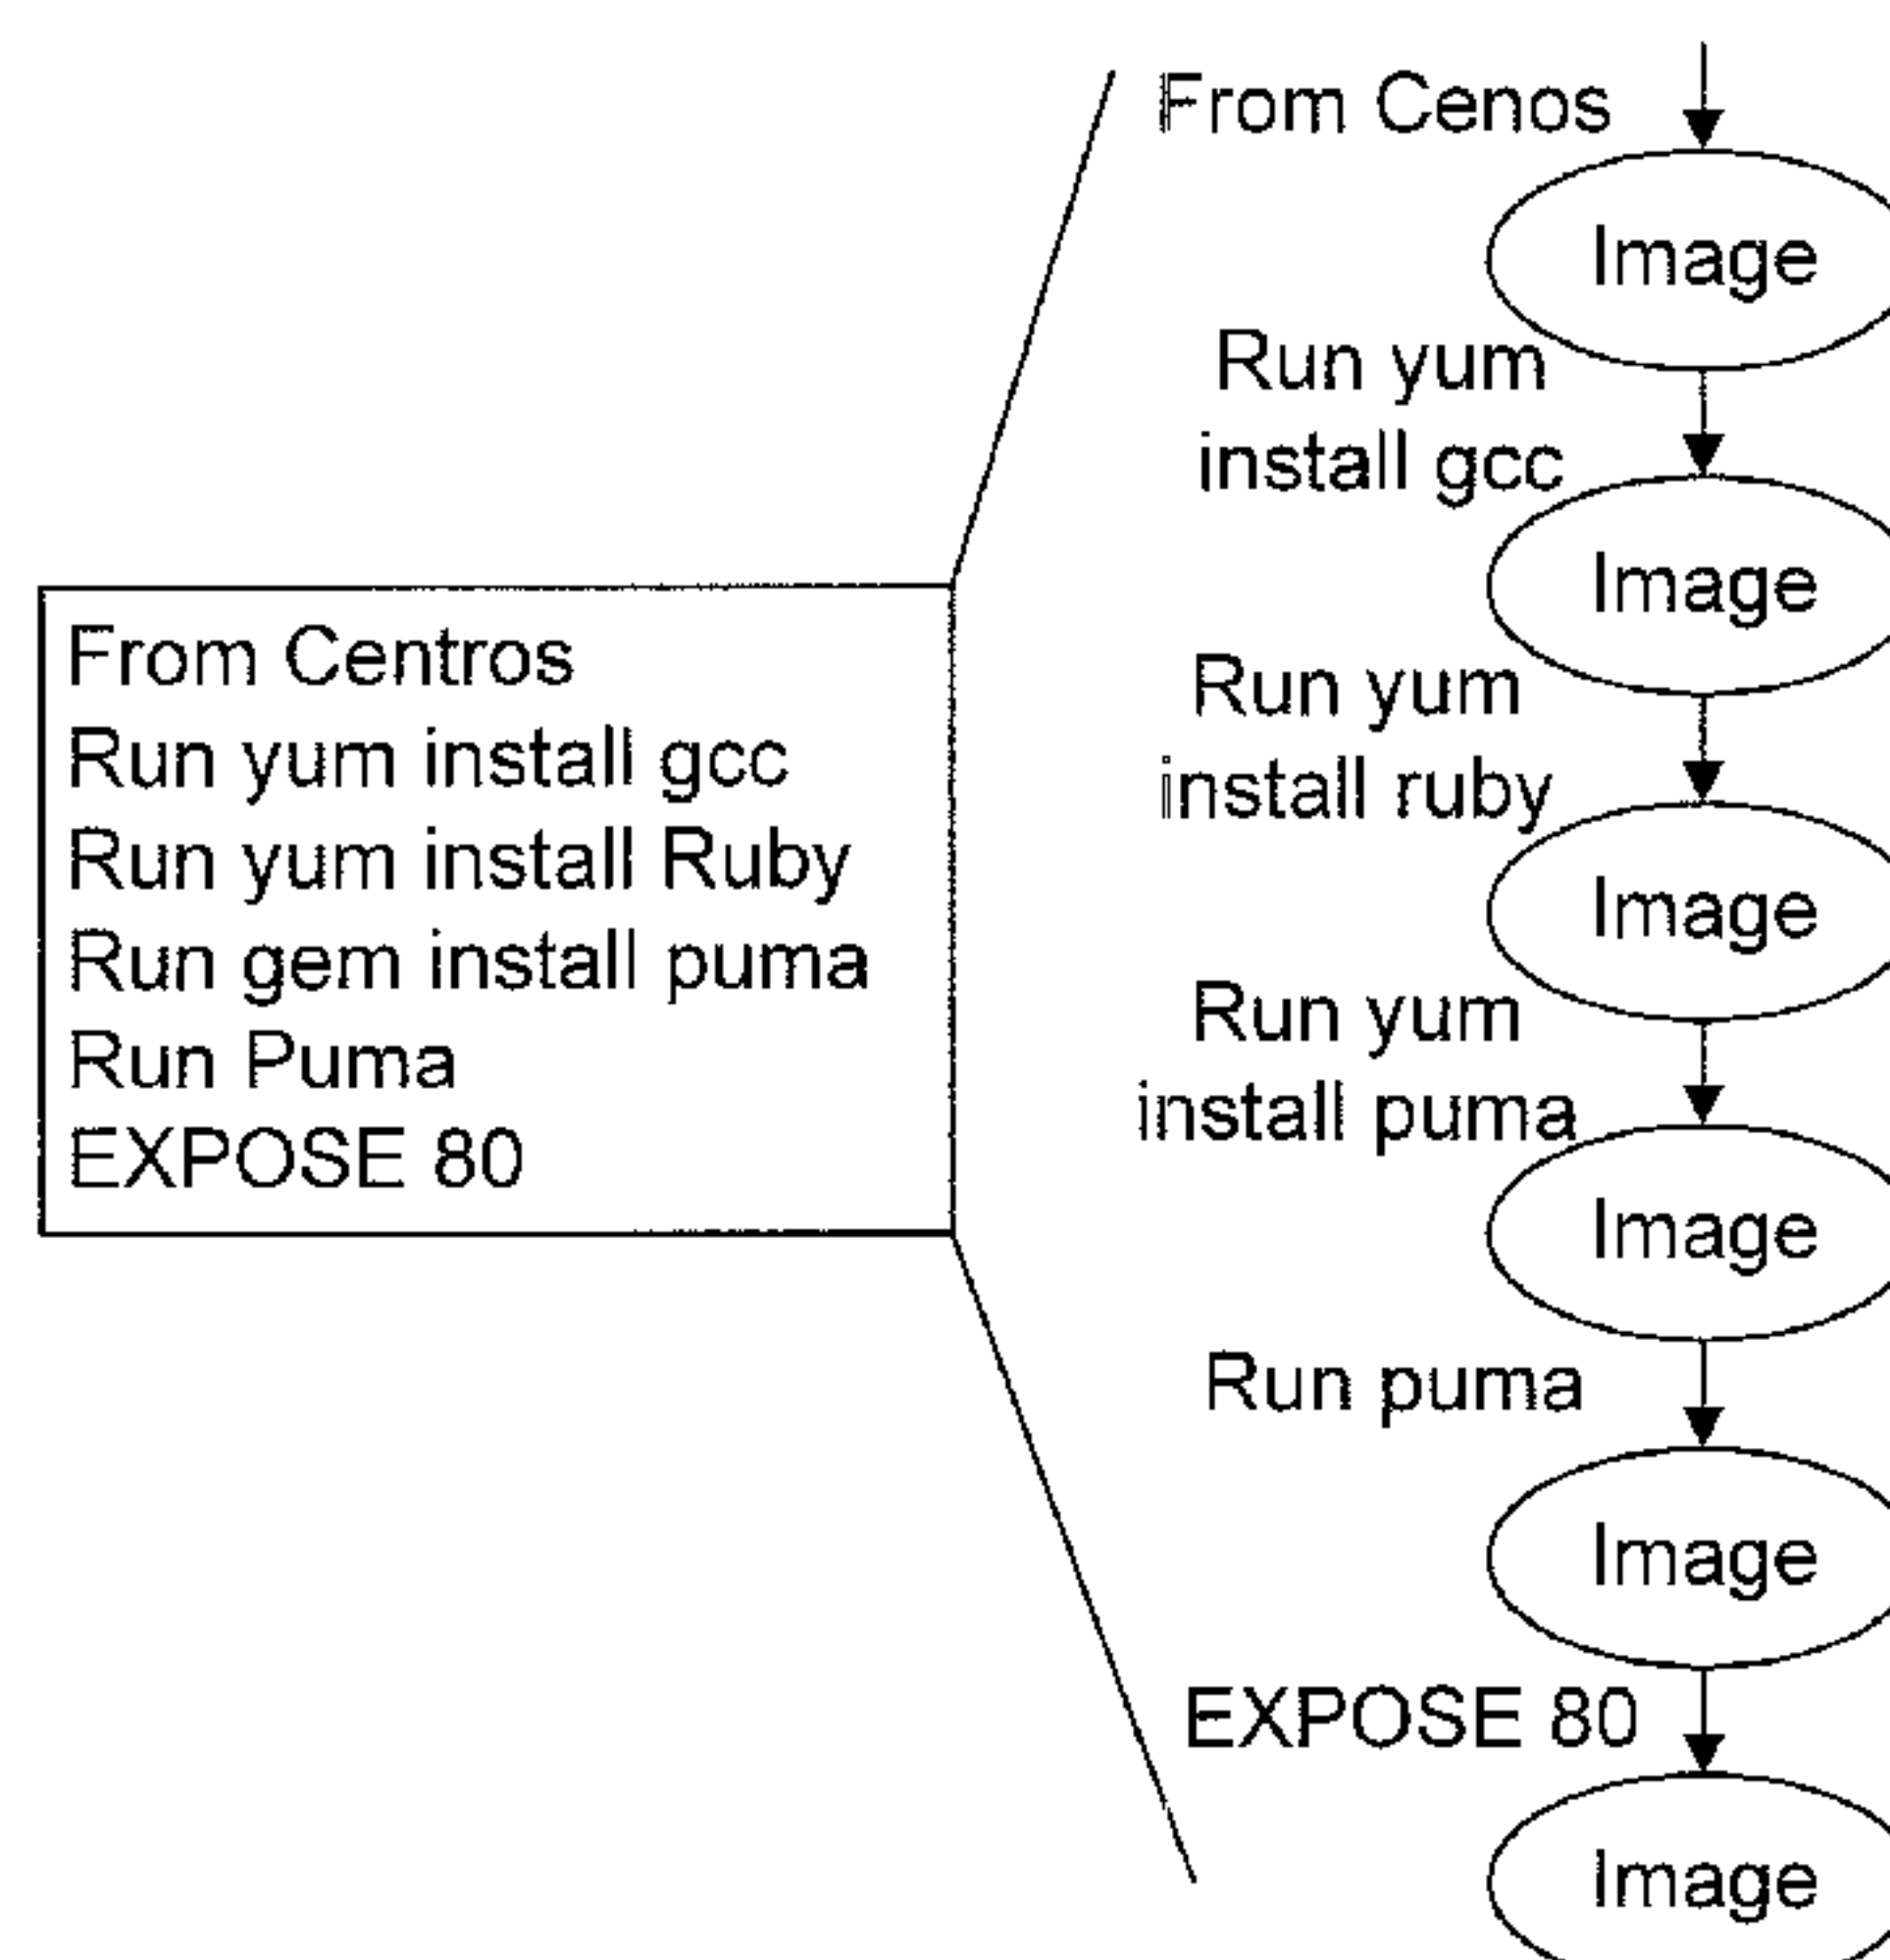 From Centros
Run yum install gcc
Run yum install Ruby
Run gem install puma
Run Puma
EXPOSE 80
From Cenos
Image
Run yum
install gcc
Image
Run yum
install ruby
Image
Run yum
install puma
Image
Run puma
Image
EXPOSE 80
Image